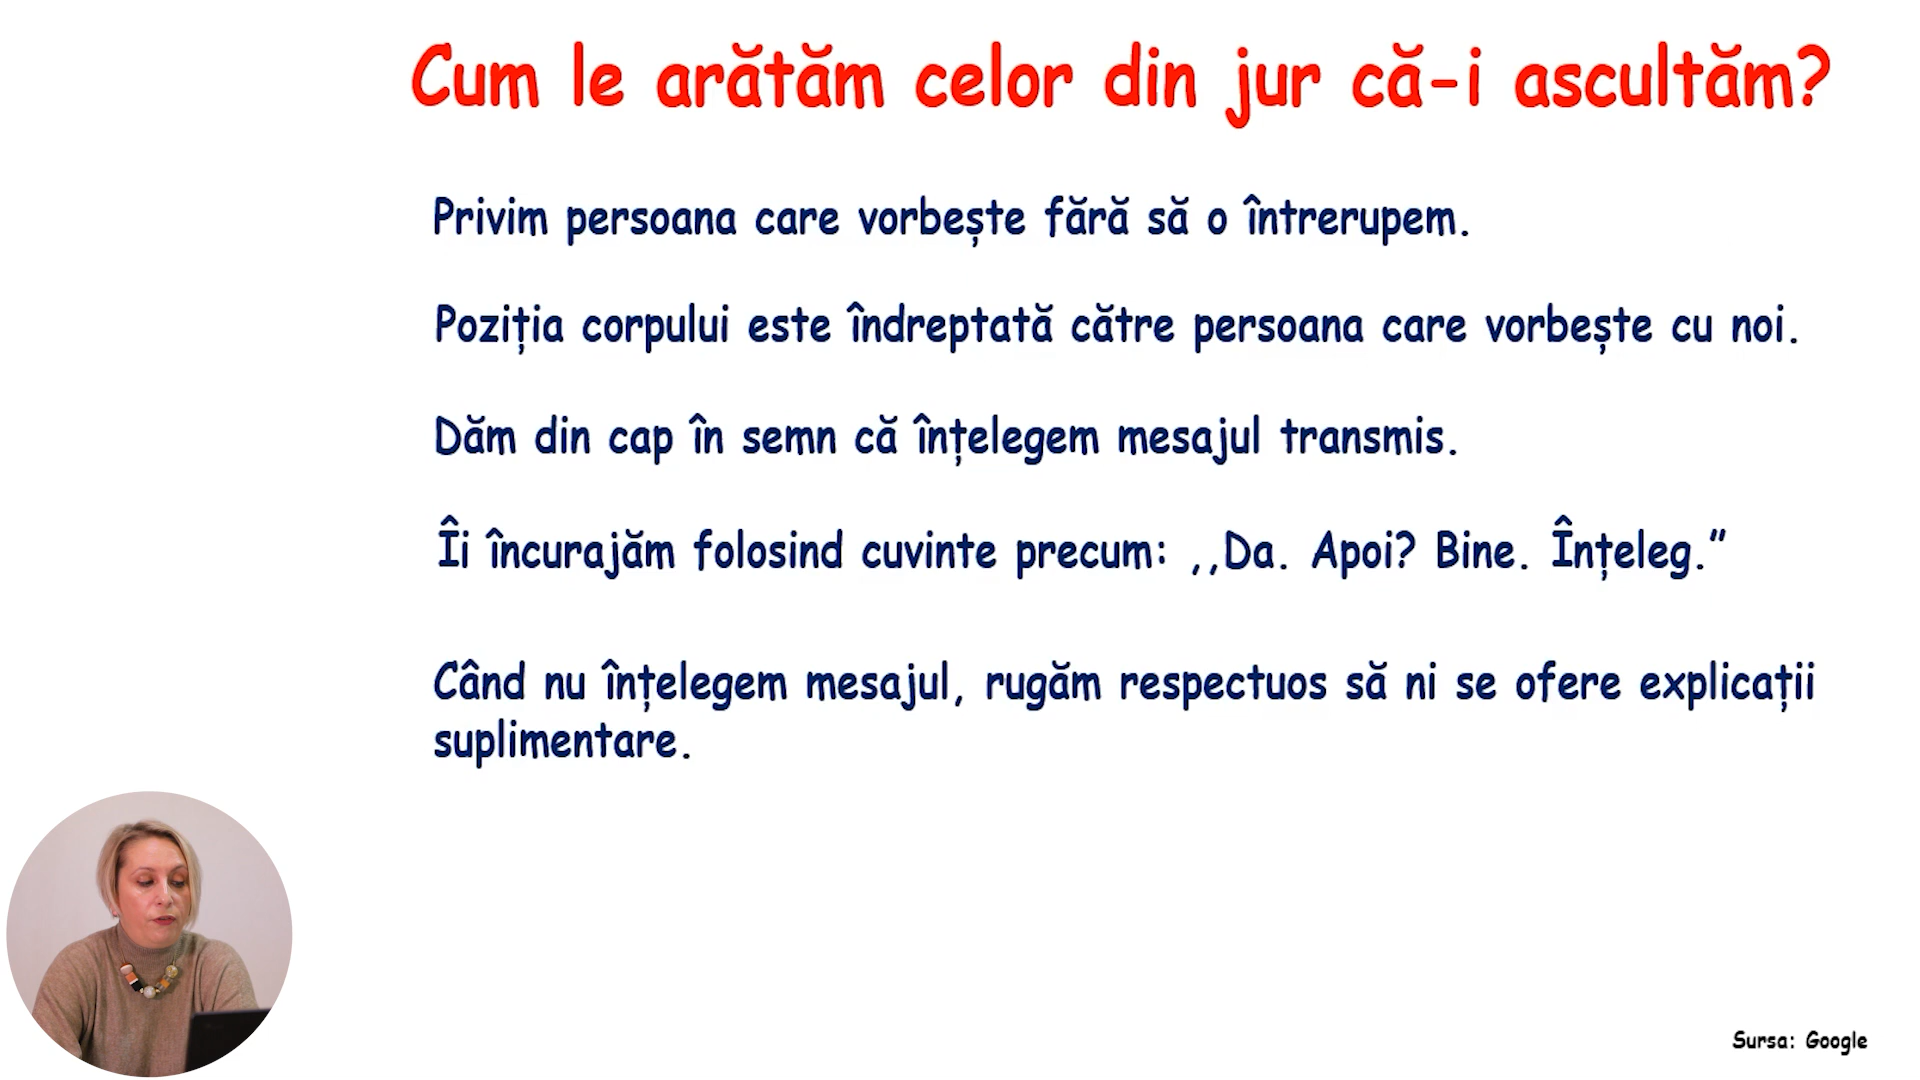 Cum le arătăm celor din jur că-i ascultăm?
Privim persoana care vorbește fără să o întrerupem.
Poziția corpului este îndreptată către persoana care vorbește cu noi.
Dăm din cap în semn că înțelegem mesajul transmis.
Îi încurajăm folosind cuvinte precum: ,,Da. Apoi? Bine. Înțeleg.”
Când nu înțelegem mesajul, rugăm respectuos să ni se ofere explicații
suplimentare.
Sursa: Google